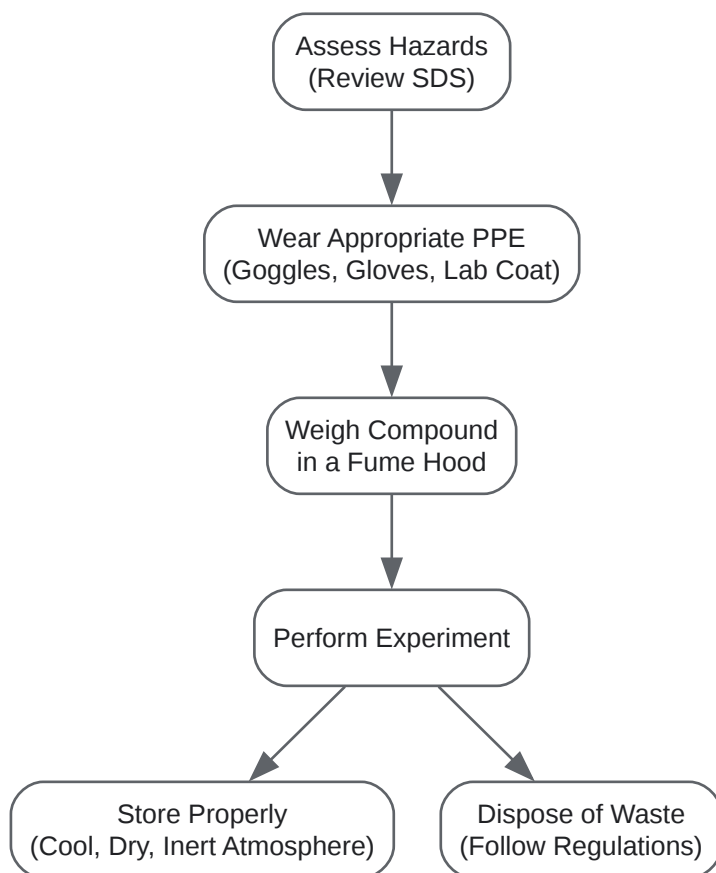 Assess Hazards
(Review SDS)
Wear Appropriate PPE
(Goggles, Gloves, Lab Coat)
Weigh Compound
in a Fume Hood
Perform Experiment
Store Properly
(Cool, Dry, Inert Atmosphere)
Dispose of Waste
(Follow Regulations)